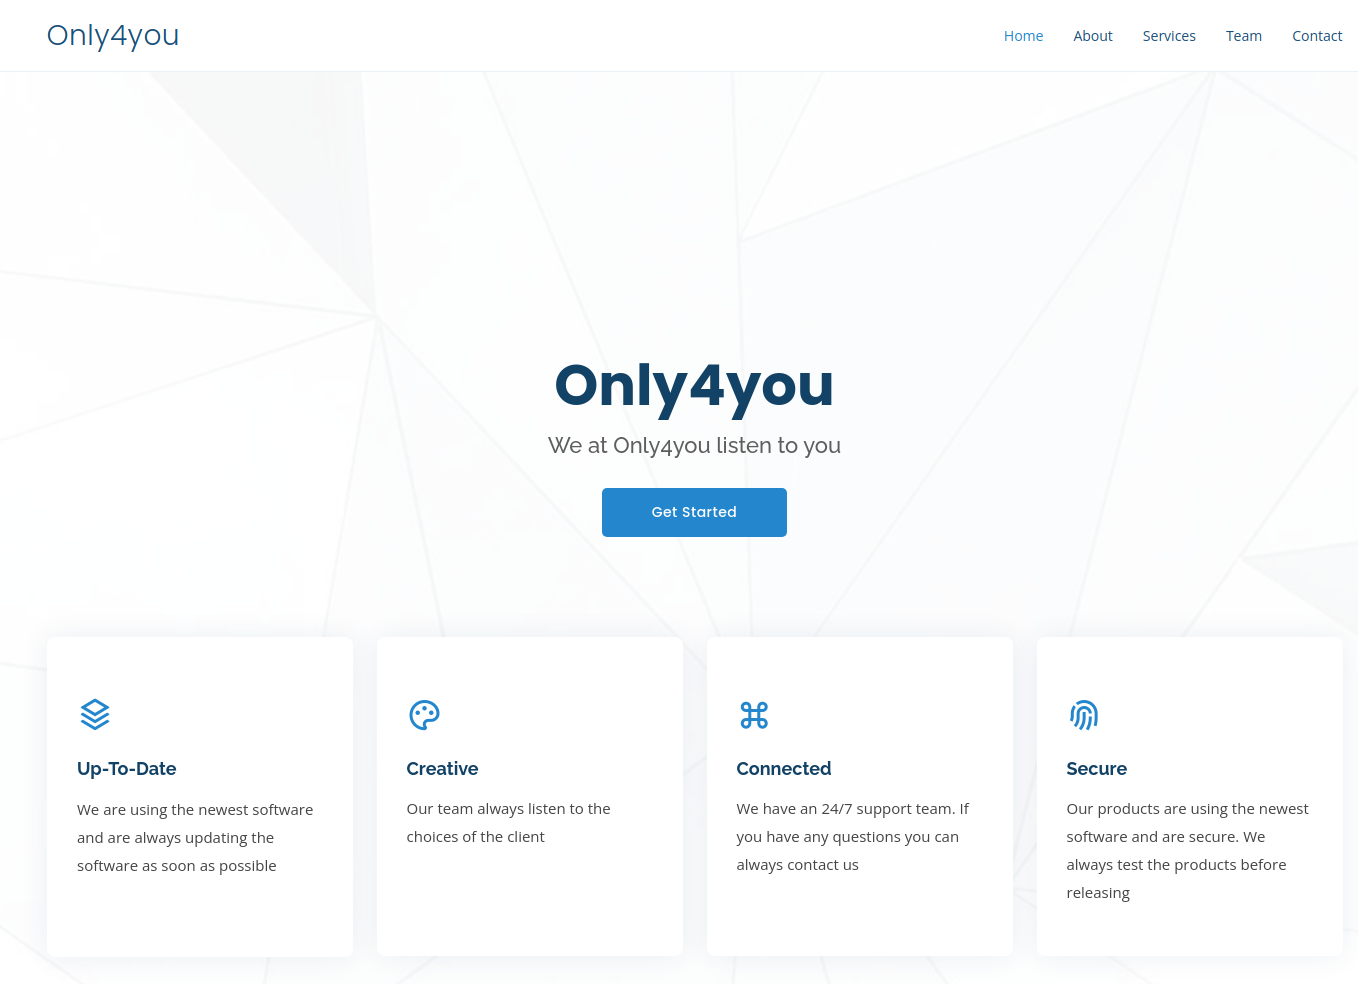 Only4you
Home About Services Team Contact
Only4you
We at Only4you listen to you
Get Started
Up-To-Date
We are using the newest software
and are always updating the
software as soon as possible
Creative
Our team always listen to the
choices of the client
Connected
We have an 24/7 support team. If
you have any questions you can
always contact us
Secure
Our products are using the newest
software and are secure. We
always test the products before
releasing